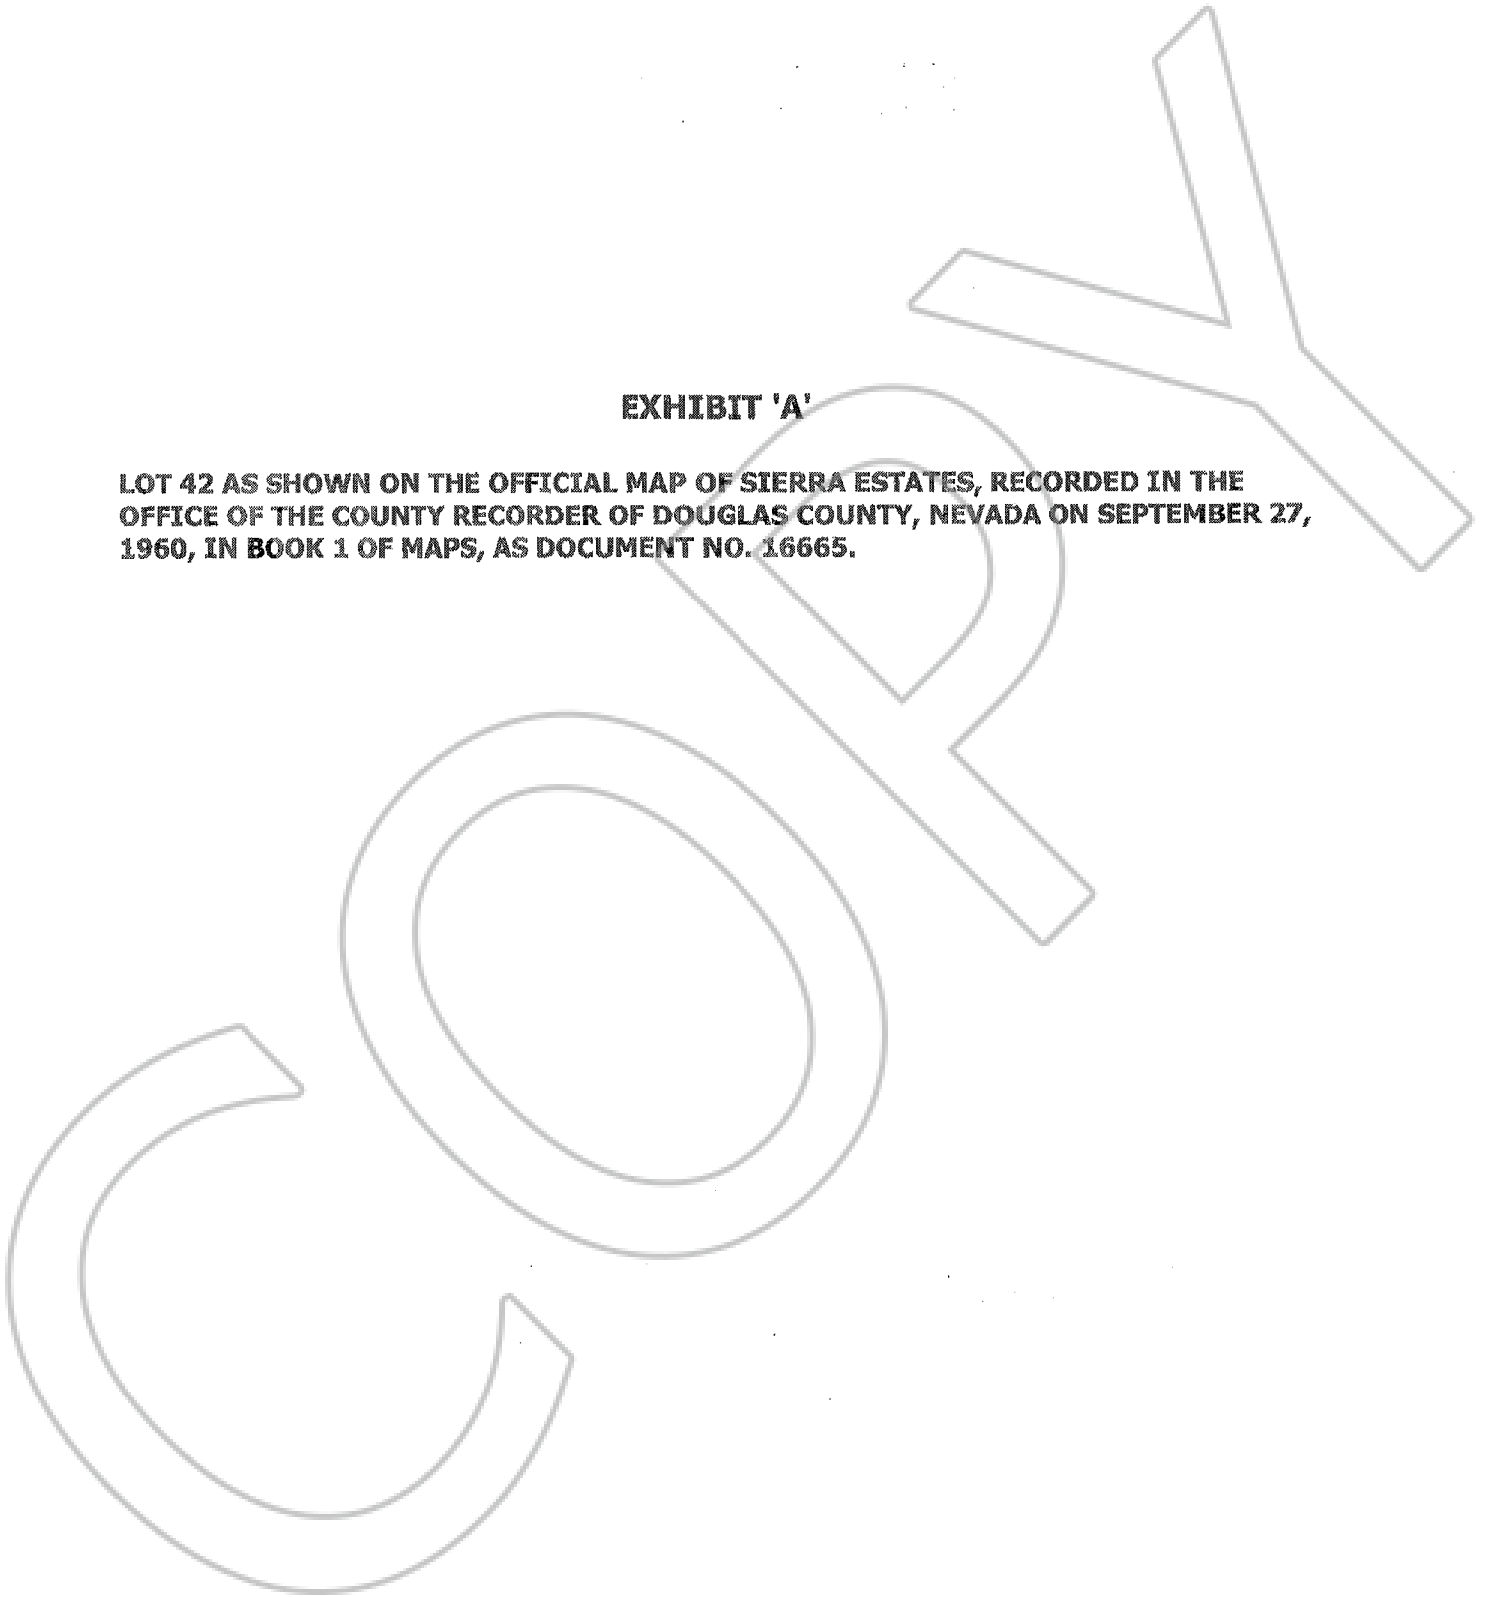 EXHIBIT 'A'
LOT 42 AS SHOWN ON THE OFFICIAL MAP OF SIERRA ESTATES, RECORDED IN THE
OFFICE OF THE COUNTY RECORDER OF DOUGLAS COUNTY, NEVADA ON SEPTEMBER 27,
1960, IN BOOK 1 OF MAPS, AS DOCUMENT NO. 16665.
COPY